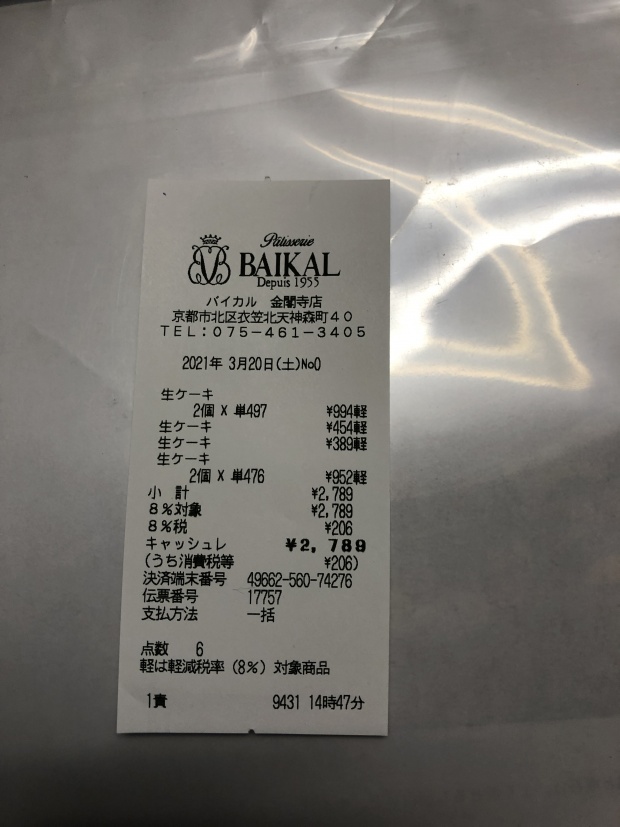 Pâtisserie
BAIKAL
Depuis 1955
バイカル 金閣寺店
京都市北区衣笠北天神森町40
TEL:075-461-3405
2021年 3月20日(土)No0
生ケーキ
2個 X 単497 ¥994軽
生ケーキ ¥454軽
生ケーキ ¥389軽
生ケーキ
2個 X 単476 ¥952軽
小 計 ¥2,789
8%対象 ¥2,789
8%税 ¥206
キャッシュレ ¥2,789
(うち消費税等 ¥206)
決済端末番号 49662-560-74276
伝票番号 17757
支払方法 一括
点数 6
軽は軽減税率(8%)対象商品
1責 9431 14時47分